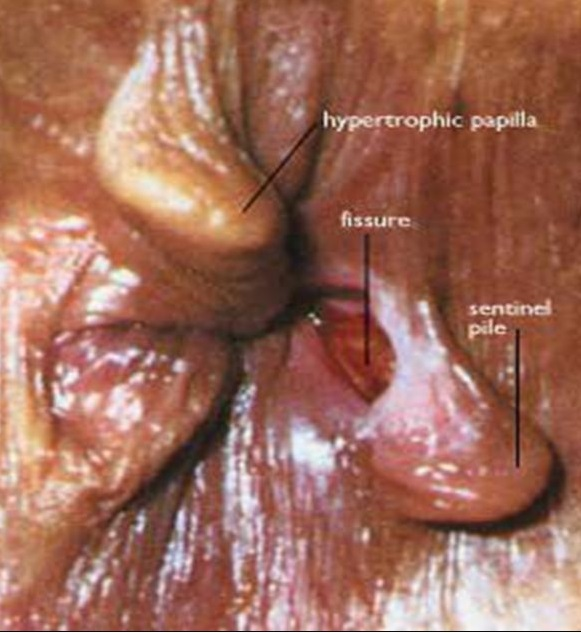 hypertrophic papilla
fissure
sentinel
pile